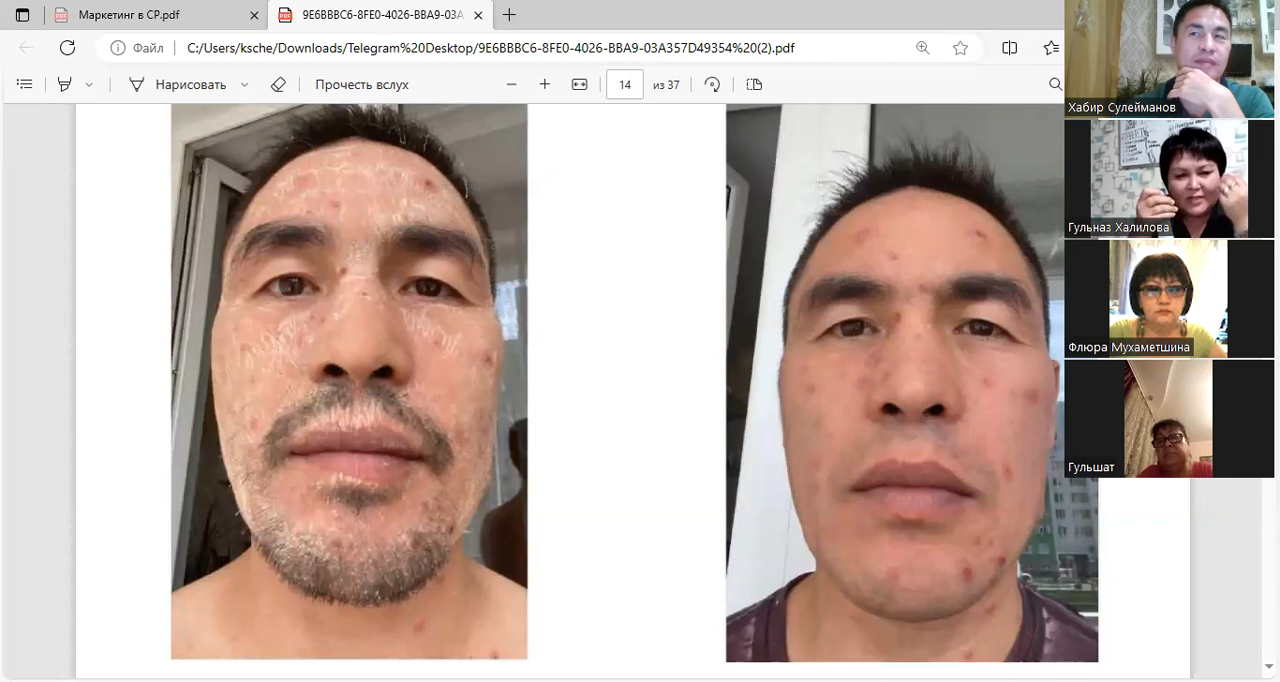 Маркетинг в СР.pdf
9E6BBBC6-8FE0-4026-BBA9-03A
Файл
C:/Users/ksche/Downloads/Telegram%20Desktop/9E6BBBC6-8FE0-4026-BBA9-03A357D493F4%20(2).pdf
Нарисовать
Прочесть вслух
14 из 37
Хабир Сулейманов
Гульназ Халилова
Флюра Мухаметшина
Гульшат